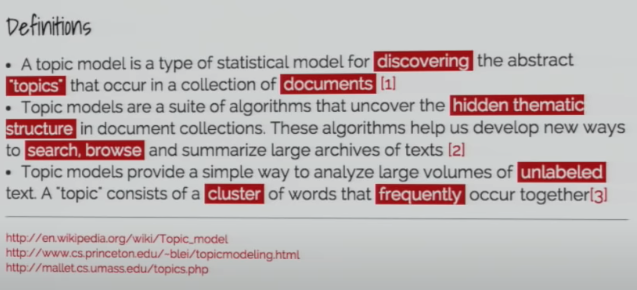 Definitions
• A topic model is a type of statistical model for discovering the abstract
"topics" that occur in a collection of documents [1]
• Topic models are a suite of algorithms that uncover the hidden thematic
structure in document collections. These algorithms help us develop new ways
to search, browse and summarize large archives of texts [2]
• Topic models provide a simple way to analyze large volumes of unlabeled
text. A "topic" consists of a cluster of words that frequently occur together[3]
http://en.wikipedia.org/wiki/Topic_model
http://www.cs.princeton.edu/~blei/topicmodeling.html
http://mallet.cs.umass.edu/topics.php